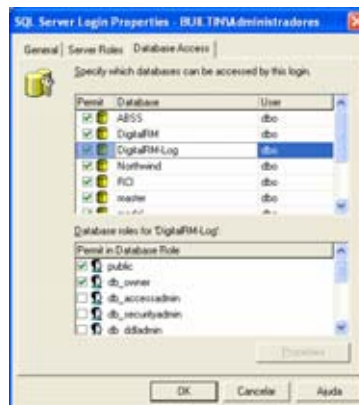 SQL Server Login Properties - BUILTIN\Administradores
General Server Roles Database Access
Specify which databases can be accessed by this login.
Permit Database User
ABSS dbo
DigitalRM dbo
DigitalRM-Log dbo
Northwind dbo
dbo
master dbo
Database roles for 'DigitalRM-Log':
Permit in Database Role
public
db_owner
db_accessadmin
db_securityadmin
db_ddladmin
Properties
OK Cancelar Ajuda